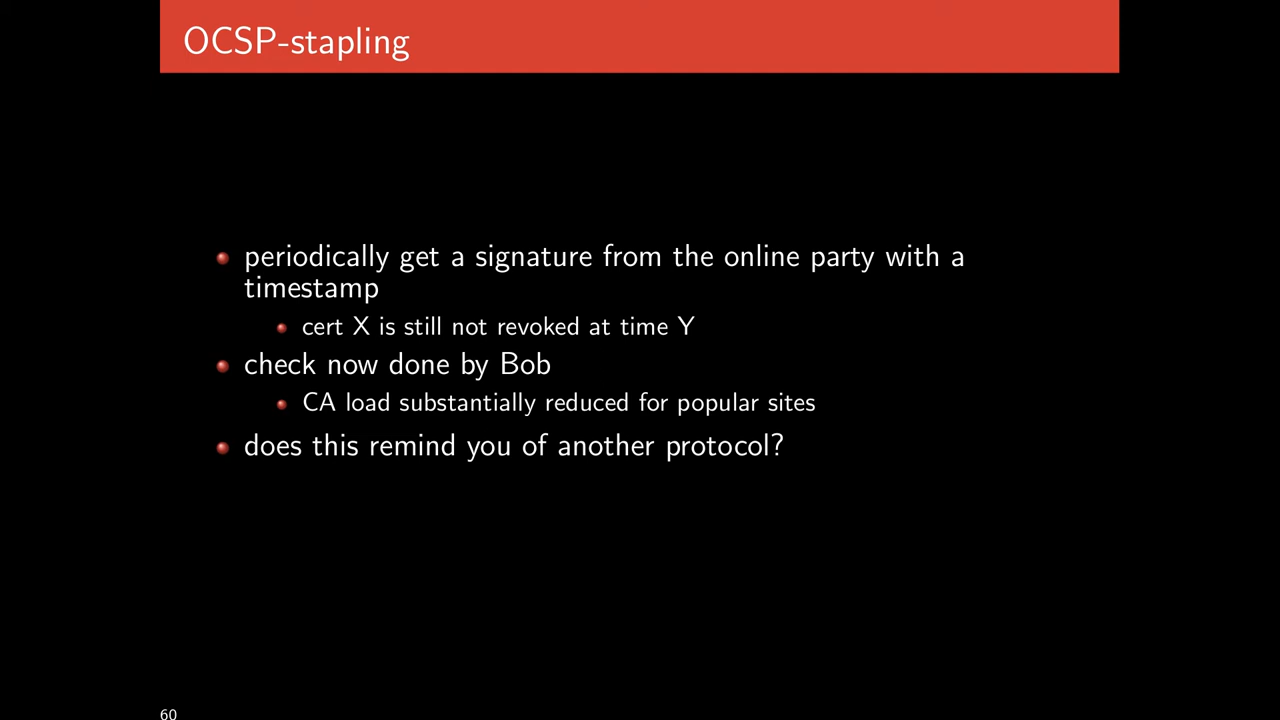 OCSP-stapling
periodically get a signature from the online party with a
timestamp
cert X is still not revoked at time Y
check now done by Bob
CA load substantially reduced for popular sites
does this remind you of another protocol?
60